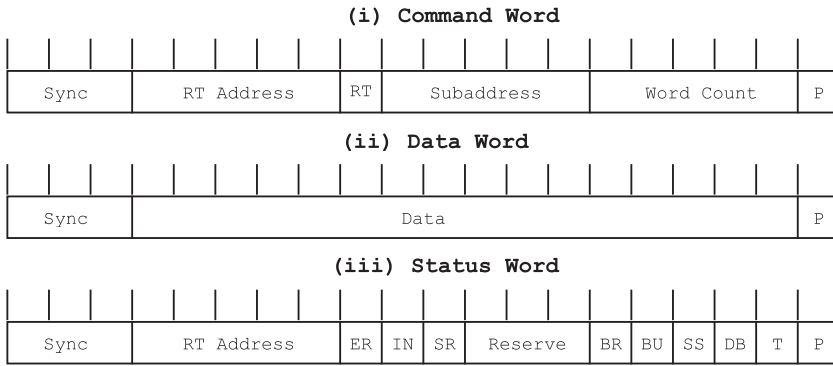 (i) Command Word
Sync RT Address RT Subaddress Word Count P
(ii) Data Word
Sync Data P
(iii) Status Word
Sync RT Address ER IN SR Reserve BR BU SS DB T P